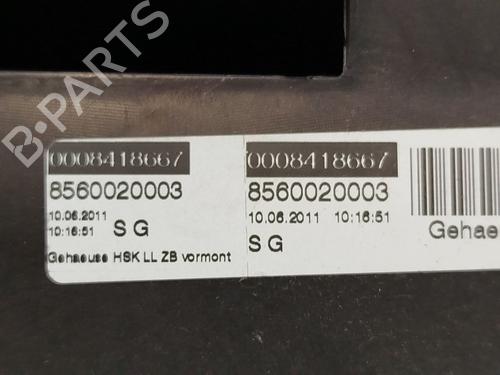 B-PARTS
0008418667
8560020003
10.06.2011
10:16:51 S G
Gehaeuse HSK LL ZB vormont
0008418667
8560020003
10.06.2011 10:16:51
S G
Gehae